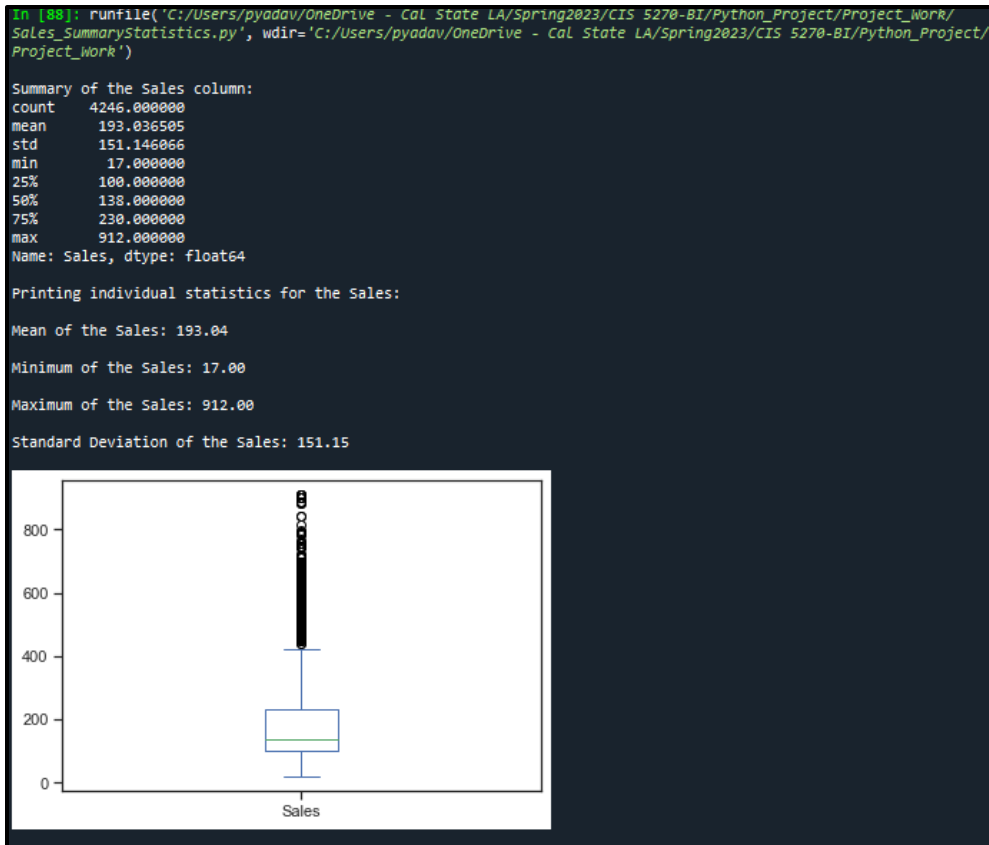 In [88]: runfile('C:/Users/pyadav/OneDrive - Cal State LA/Spring2023/CIS 5270-BI/Python_Project/Project_Work/
Sales_SummaryStatistics.py', wdir='C:/Users/pyadav/OneDrive - Cal State LA/Spring2023/CIS 5270-BI/Python_Project/
Project_Work')
Summary of the Sales column:
count 4246.000000
mean 193.036505
std 151.146066
min 17.000000
25% 100.000000
50% 138.000000
75% 230.000000
max 912.000000
Name: Sales, dtype: float64
Printing individual statistics for the Sales:
Mean of the Sales: 193.04
Minimum of the Sales: 17.00
Maximum of the Sales: 912.00
Standard Deviation of the Sales: 151.15
800
600
400
200
0
Sales